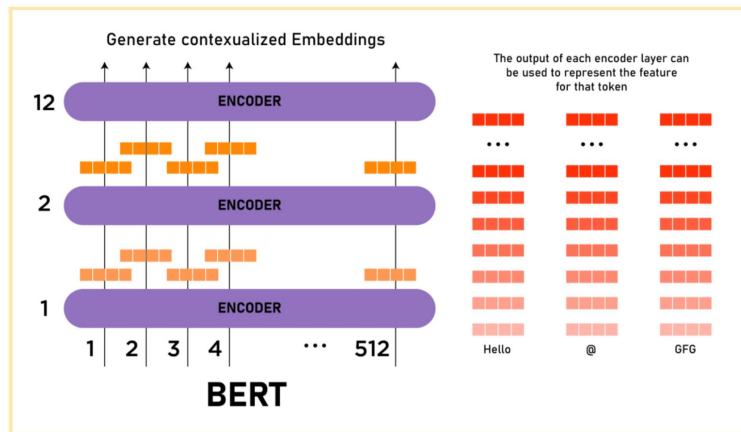 Generate contexualized Embeddings
12 ENCODER
2 ENCODER
1 ENCODER
1 2 3 4 ... 512
BERT
The output of each encoder layer can
be used to represent the feature
for that token
... ... ...
Hello @ GFG